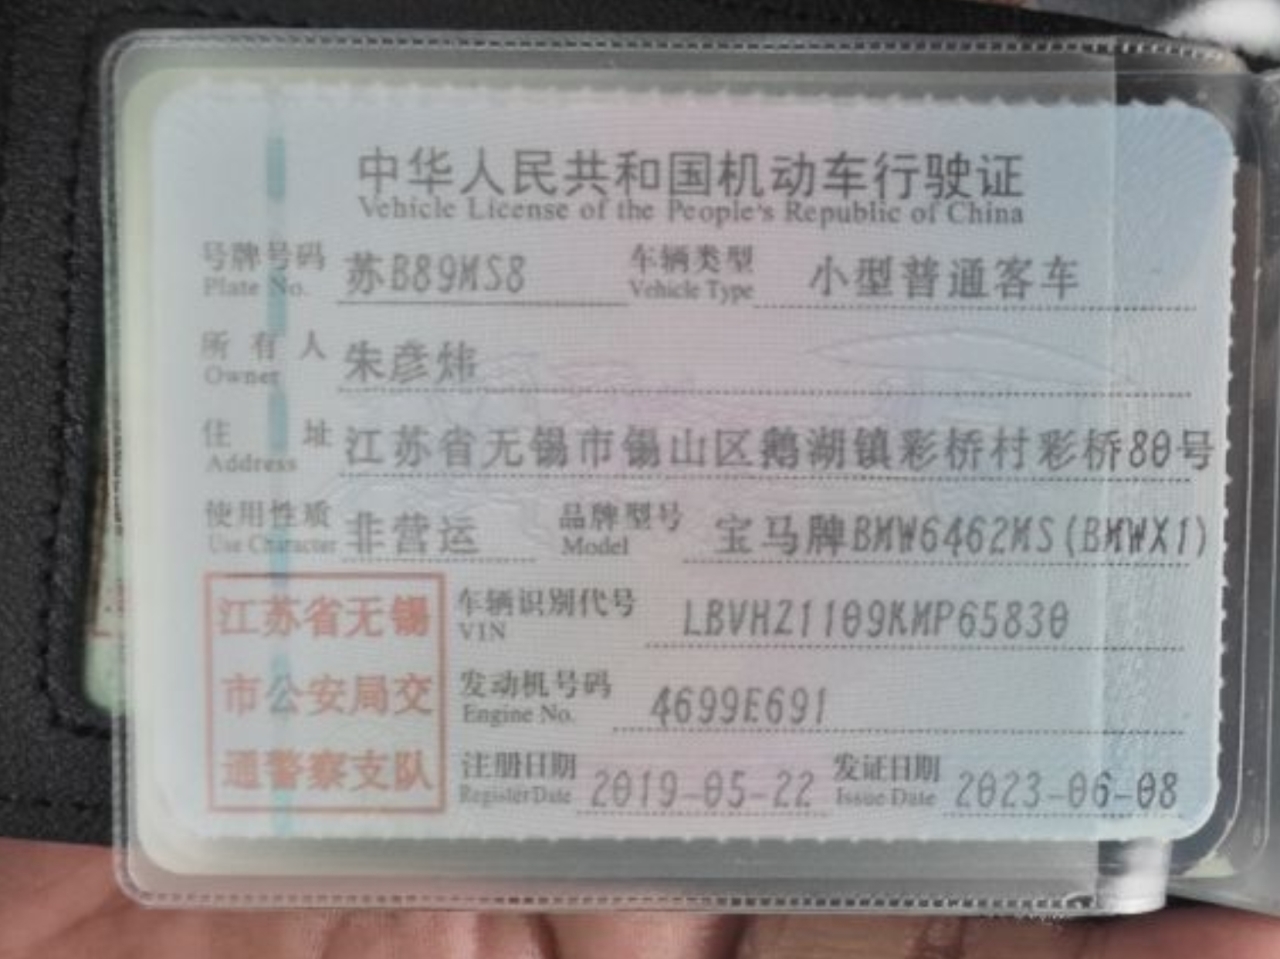 中华人民共和国机动车行驶证
Vehicle License of the People's Republic of China
号牌号码 苏B89MS8 车辆类型 小型普通客车
Plate No. Vehicle Type
所有人 朱彦炜
Owner
住址 江苏省无锡市锡山区鹅湖镇彩桥村彩桥80号
Address
使用性质 非营运 品牌型号 宝马牌BMW6462MS(BMWX1)
Use Character Model
江苏省无锡
市公安局交
通警察支队
车辆识别代号 LBVHZ1109KMP65830
VIN
发动机号码 4699E691
Engine No.
注册日期 2019-05-22 发证日期 2023-06-08
Register Date Issue Date